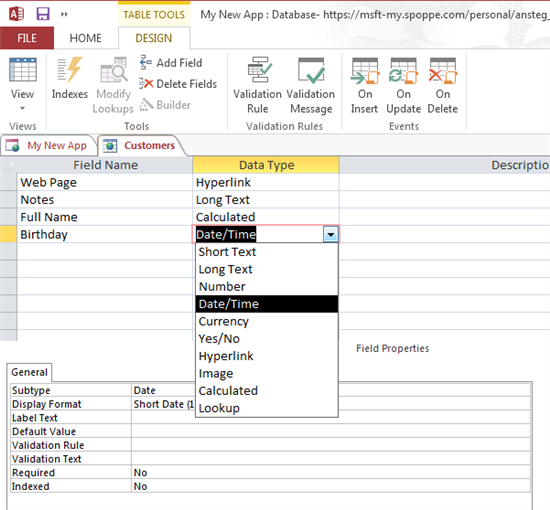 TABLE TOOLS
My New App : Database- https://msft-my.spoppe.com/personal/ansteg_
FILE HOME DESIGN
View
Indexes
Modify Lookups
Add Field
Delete Fields
Builder
Validation Rule
Validation Message
On Insert
On Update
On Delete
Views Tools Validation Rules Events
My New App Customers
Field Name Data Type Descriptio
Web Page Hyperlink
Notes Long Text
Full Name Calculated
Birthday Date/Time
Short Text
Long Text
Number
Date/Time
Currency
Yes/No
Hyperlink
Image
Calculated
Lookup
Field Properties
General
Subtype Date
Display Format Short Date (1
Label Text
Default Value
Validation Rule
Validation Text
Required No
Indexed No